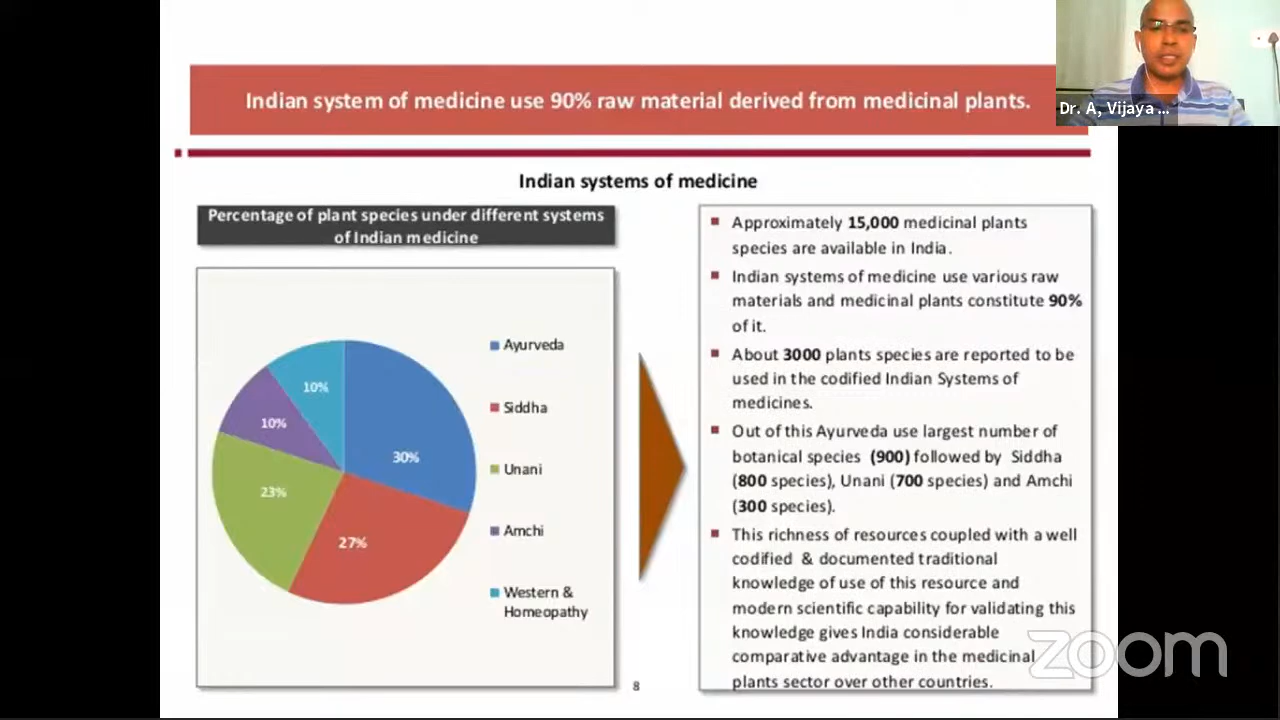 Indian system of medicine use 90% raw material derived from medicinal plants.
Dr. A, Vijaya ...
Indian systems of medicine
Percentage of plant species under different systems
of Indian medicine
10%
10%
30%
23%
27%
Ayurveda
Siddha
Unani
Amchi
Western &
Homeopathy
Approximately 15,000 medicinal plants
species are available in India.
Indian systems of medicine use various raw
materials and medicinal plants constitute 90%
of it.
About 3000 plants species are reported to be
used in the codified Indian Systems of
medicines.
Out of this Ayurveda use largest number of
botanical species (900) followed by Siddha
(800 species), Unani (700 species) and Amchi
(300 species).
This richness of resources coupled with a well
codified & documented traditional
knowledge of use of this resource and
modern scientific capability for validating this
knowledge gives India considerable
comparative advantage in the medicinal
plants sector over other countries.
8
zoom